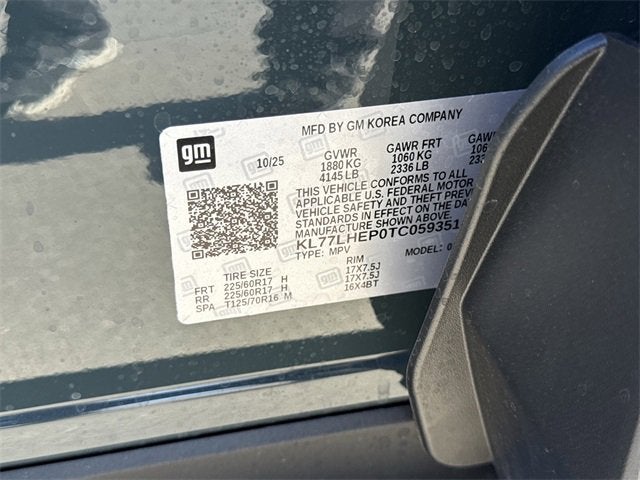 MFD BY GM KOREA COMPANY
gm
10/25
GVWR GAWR FRT GAWR
1880 KG 1060 KG
4145 LB 2336 LB
THIS VEHICLE CONFORMS TO ALL
APPLICABLE U.S. FEDERAL MOTOR
VEHICLE SAFETY AND THEFT PREV
STANDARDS IN EFFECT ON
MANUFACTURE SHOWN ABOVE.
KL77LHEP0TC059351
TYPE: MPV MODEL: 0
TIRE SIZE RIM
FRT 225/60R17 H 17X7.5J
RR 225/60R17 H 17X7.5J
SPA T125/70R16 M 16X4BT